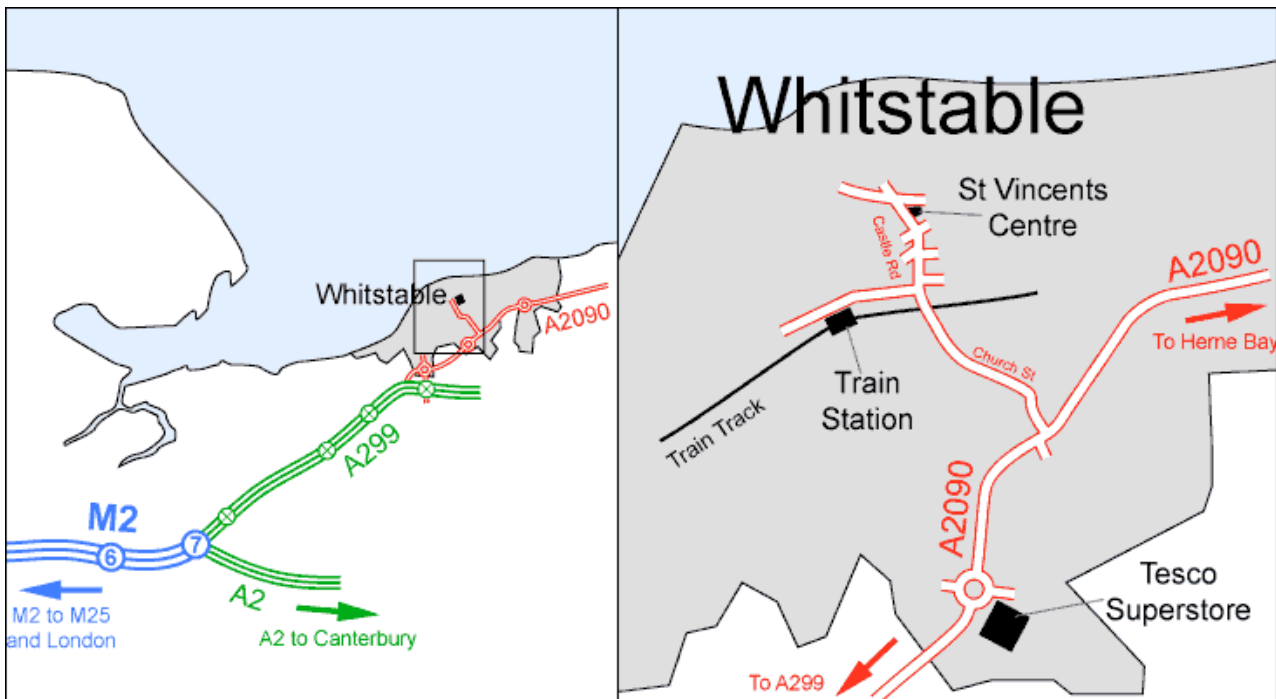 Whitstable
A2090
A299
M2
6
7
A2
M2 to M25
and London
A2 to Canterbury
Whitstable
St Vincents
Centre
Castle Rd
A2090
To Herne Bay
Church St
Train
Station
Train Track
A2090
Tesco
Superstore
To A299